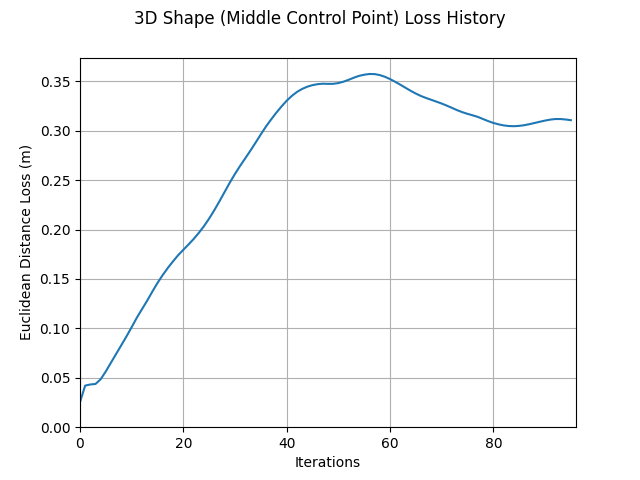 3D Shape (Middle Control Point) Loss History
0.35
0.30
0.25
0.20
0.15
0.10
0.05
0.00
Euclidean Distance Loss (m)
0 20 40 60 80
Iterations